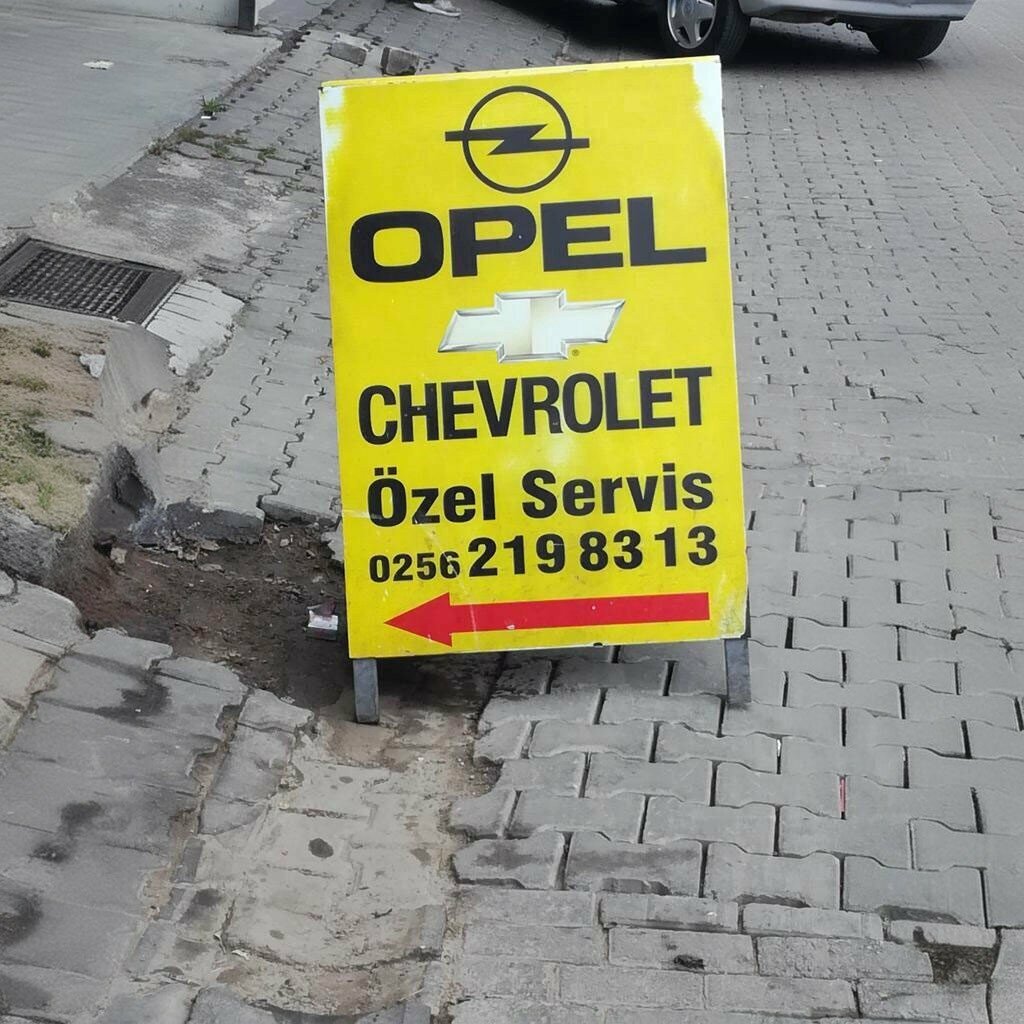 OPEL
CHEVROLET
Özel Servis
0256 219 83 13